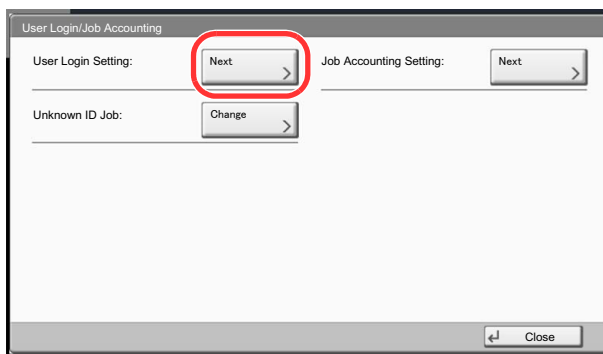 User Login/Job Accounting
User Login Setting: Next Job Accounting Setting: Next
Unknown ID Job: Change
Close